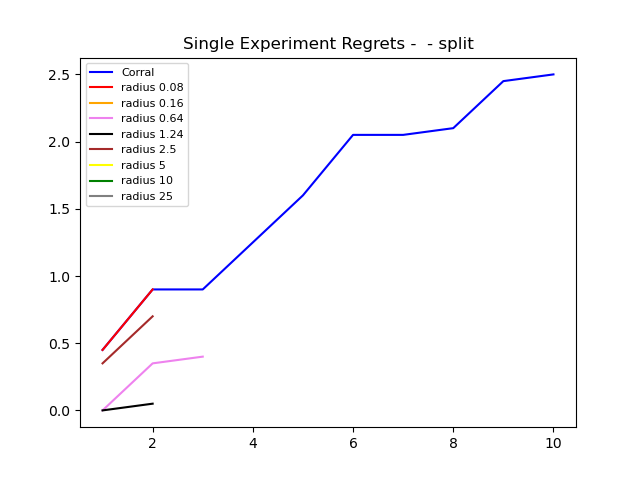 Single Experiment Regrets -  - split
Corral
radius 0.08
radius 0.16
radius 0.64
radius 1.24
radius 2.5
radius 5
radius 10
radius 25
2.5
2.0
1.5
1.0
0.5
0.0
2 4 6 8 10